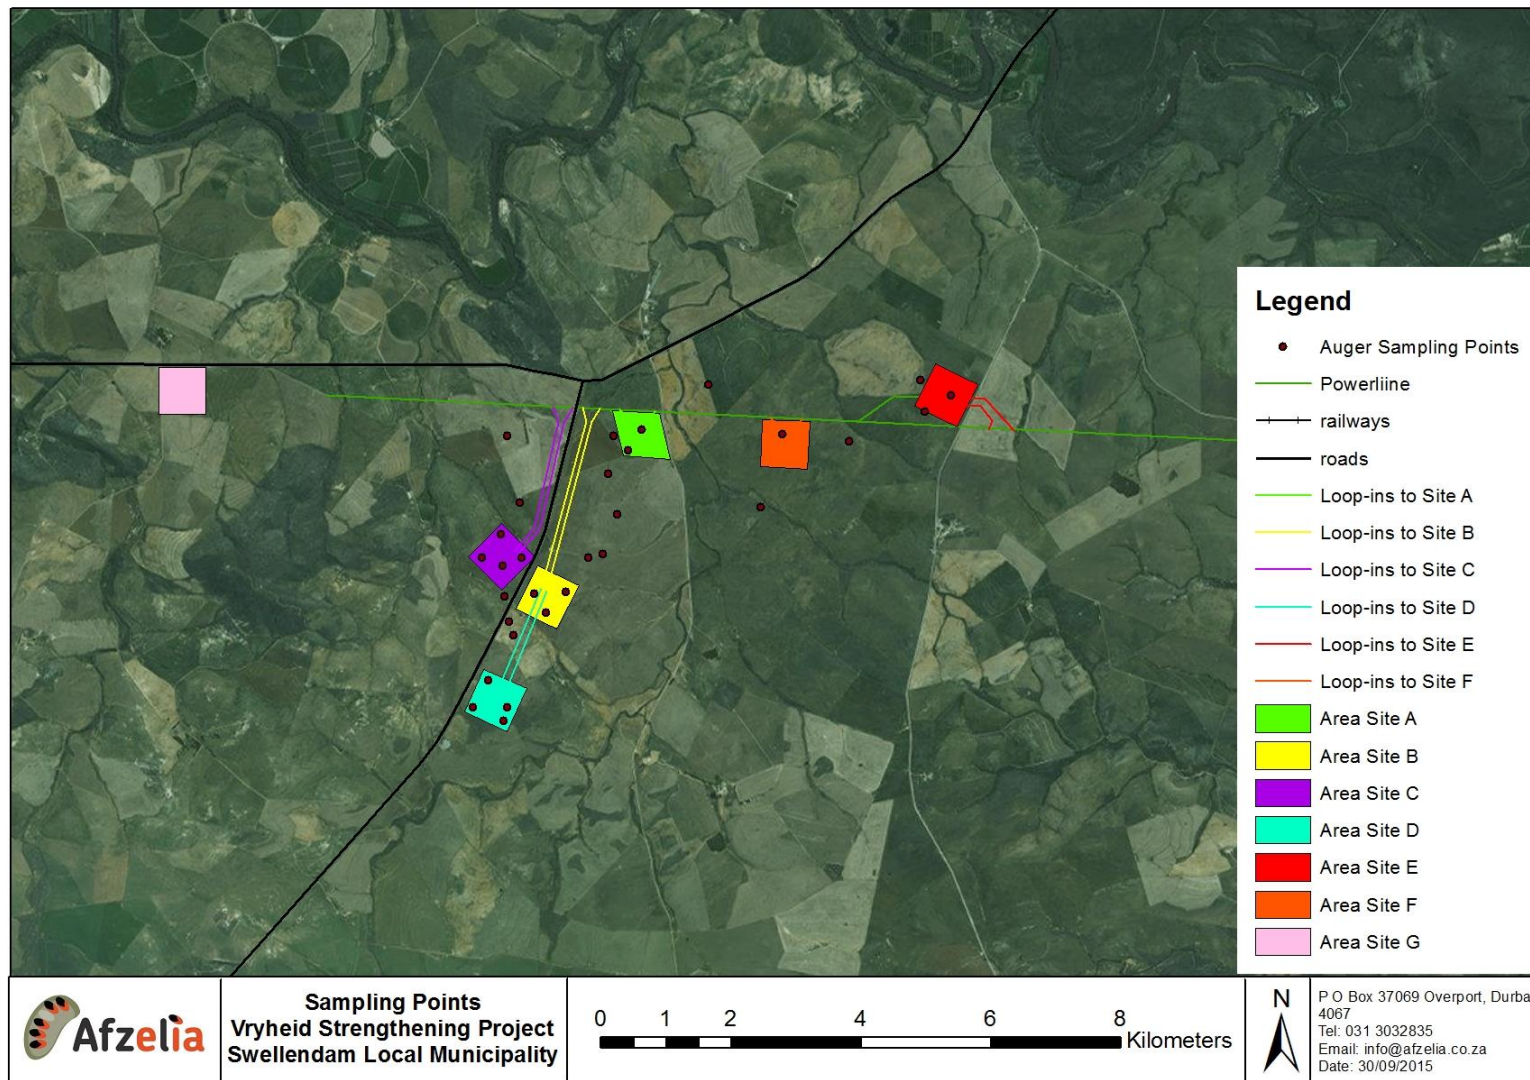 Legend
Auger Sampling Points
Powerliine
railways
roads
Loop-ins to Site A
Loop-ins to Site B
Loop-ins to Site C
Loop-ins to Site D
Loop-ins to Site E
Loop-ins to Site F
Area Site A
Area Site B
Area Site C
Area Site D
Area Site E
Area Site F
Area Site G
Afzelia
Sampling Points
Vryheid Strengthening Project
Swellendam Local Municipality
0 1 2 4 6 8
Kilometers
N
P O Box 37069 Overport, Durba
4067
Tel: 031 3032835
Email: info@afzelia.co.za
Date: 30/09/2015